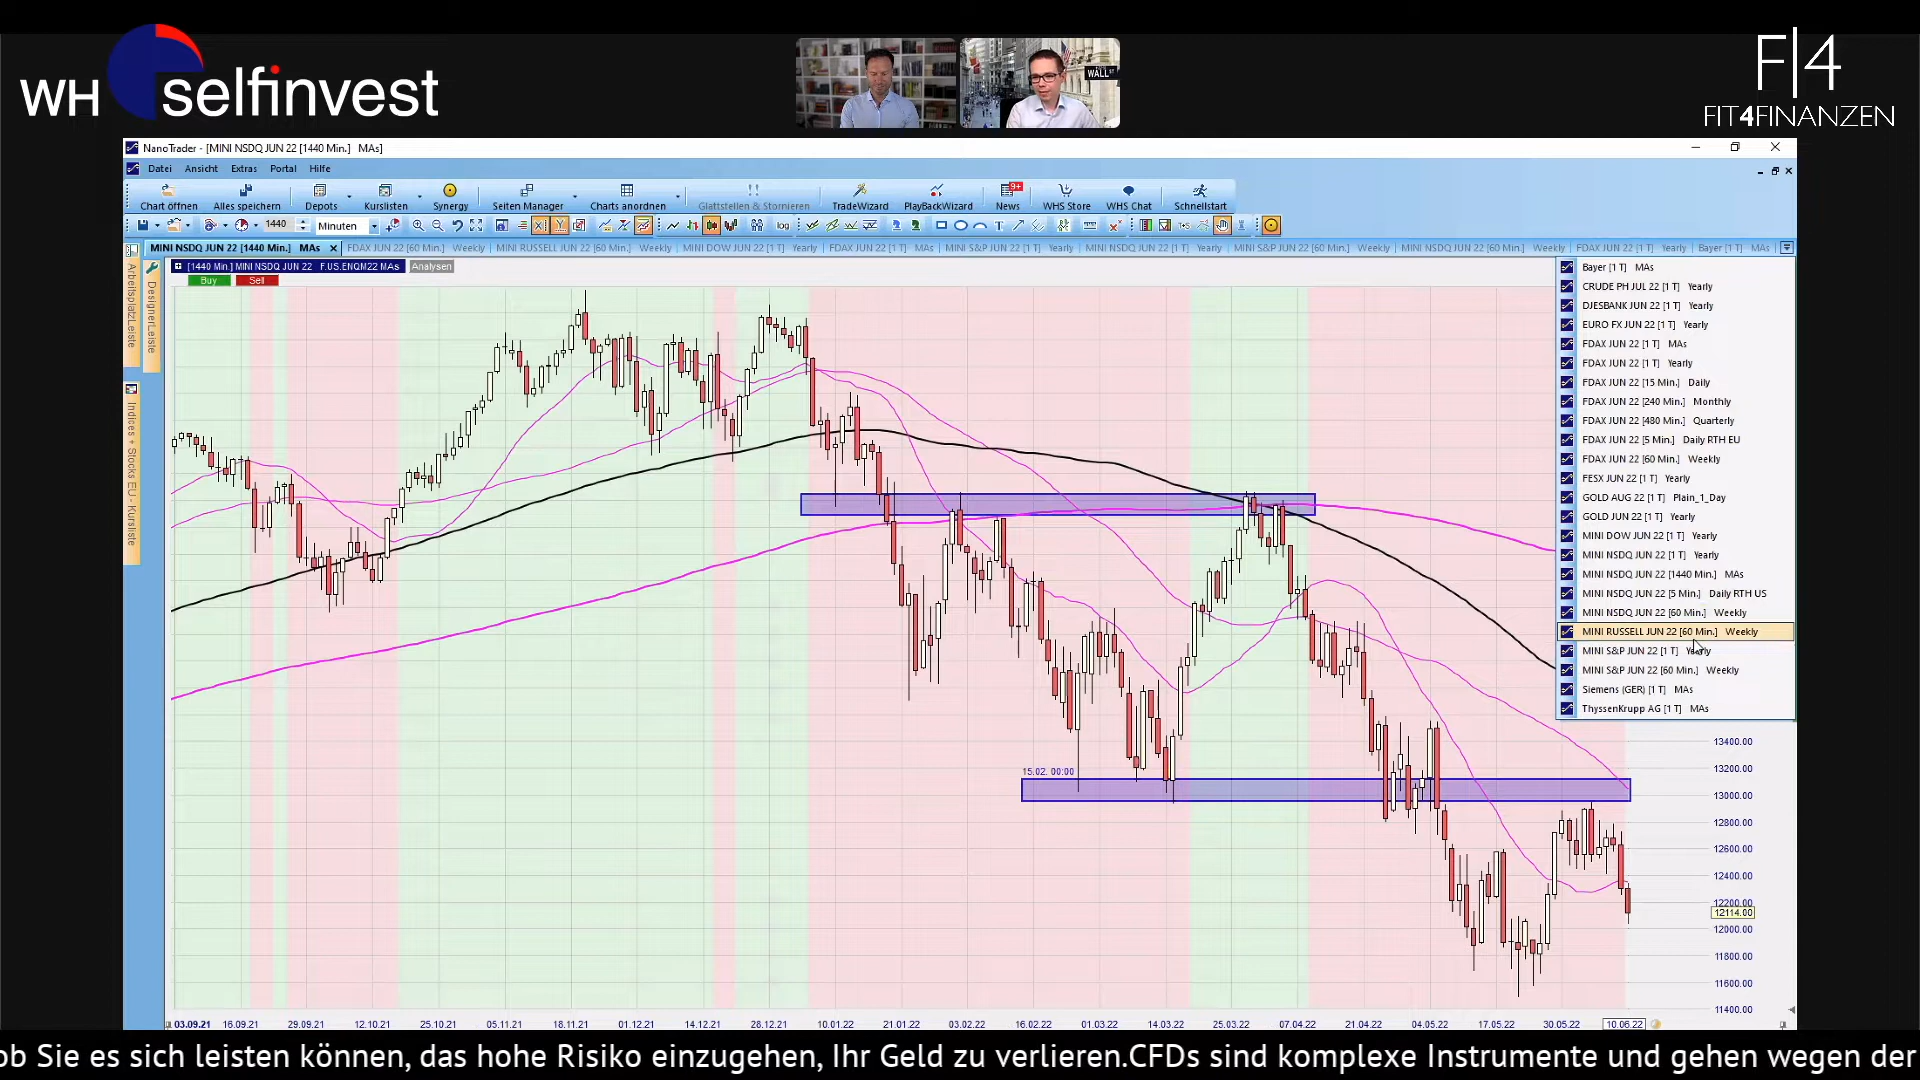 WH selfinvest
WALL ST
F|4
FIT4FINANZEN
NanoTrader - [MINI NSDQ JUN 22 [1440 Min.] MAs]
Datei Ansicht Extras Portal Hilfe
9+
Chart öffnen Alles speichern Depots Kurslisten Synergy Seiten Manager Charts anordnen Glattstellen & Stornieren TradeWizard PlayBackWizard News WHS Store WHS Chat Schnellstart
1440 Minuten log
MINI NSDQ JUN 22 [1440 Min.] MAs FDAX JUN 22 [60 Min.] Weekly MINI RUSSELL JUN 22 [60 Min.] Weekly MINI DOW JUN 22 [1 T] Yearly FDAX JUN 22 [1 T] MAs MINI S&P JUN 22 [1 T] Yearly MINI NSDQ JUN 22 [1 T] Yearly MINI S&P JUN 22 [60 Min.] Weekly MINI NSDQ JUN 22 [60 Min.] Weekly FDAX JUN 22 [1 T] Yearly Bayer [1 T] MAs
[1440 Min.] MINI NSDQ JUN 22 F.US.ENQM22 MAs Analysen
Buy Sell
ArbeitsplatzLeiste
DesignerLeiste
Indices + Stocks EU - Kursliste
Bayer [1 T] MAs
CRUDE PH JUL 22 [1 T] Yearly
DJESBANK JUN 22 [1 T] Yearly
EURO FX JUN 22 [1 T] Yearly
FDAX JUN 22 [1 T] MAs
FDAX JUN 22 [1 T] Yearly
FDAX JUN 22 [15 Min.] Daily
FDAX JUN 22 [240 Min.] Monthly
FDAX JUN 22 [480 Min.] Quarterly
FDAX JUN 22 [5 Min.] Daily RTH EU
FDAX JUN 22 [60 Min.] Weekly
FESX JUN 22 [1 T] Yearly
GOLD AUG 22 [1 T] Plain_1_Day
GOLD JUN 22 [1 T] Yearly
MINI DOW JUN 22 [1 T] Yearly
MINI NSDQ JUN 22 [1 T] Yearly
MINI NSDQ JUN 22 [1440 Min.] MAs
MINI NSDQ JUN 22 [5 Min.] Daily RTH US
MINI NSDQ JUN 22 [60 Min.] Weekly
MINI RUSSELL JUN 22 [60 Min.] Weekly
MINI S&P JUN 22 [1 T] Yearly
MINI S&P JUN 22 [60 Min.] Weekly
Siemens (GER) [1 T] MAs
ThyssenKrupp AG [1 T] MAs
13400.00
15.02. 00:00
13200.00
13000.00
12800.00
12600.00
12400.00
12200.00
12114.00
12000.00
11800.00
11600.00
11400.00
03.09.21 16.09.21 29.09.21 12.10.21 25.10.21 05.11.21 18.11.21 01.12.21 14.12.21 28.12.21 10.01.22 21.01.22 03.02.22 16.02.22 01.03.22 14.03.22 25.03.22 07.04.22 21.04.22 04.05.22 17.05.22 30.05.22 10.06.22
ob Sie es sich leisten können, das hohe Risiko einzugehen, Ihr Geld zu verlieren.CFDs sind komplexe Instrumente und gehen wegen der